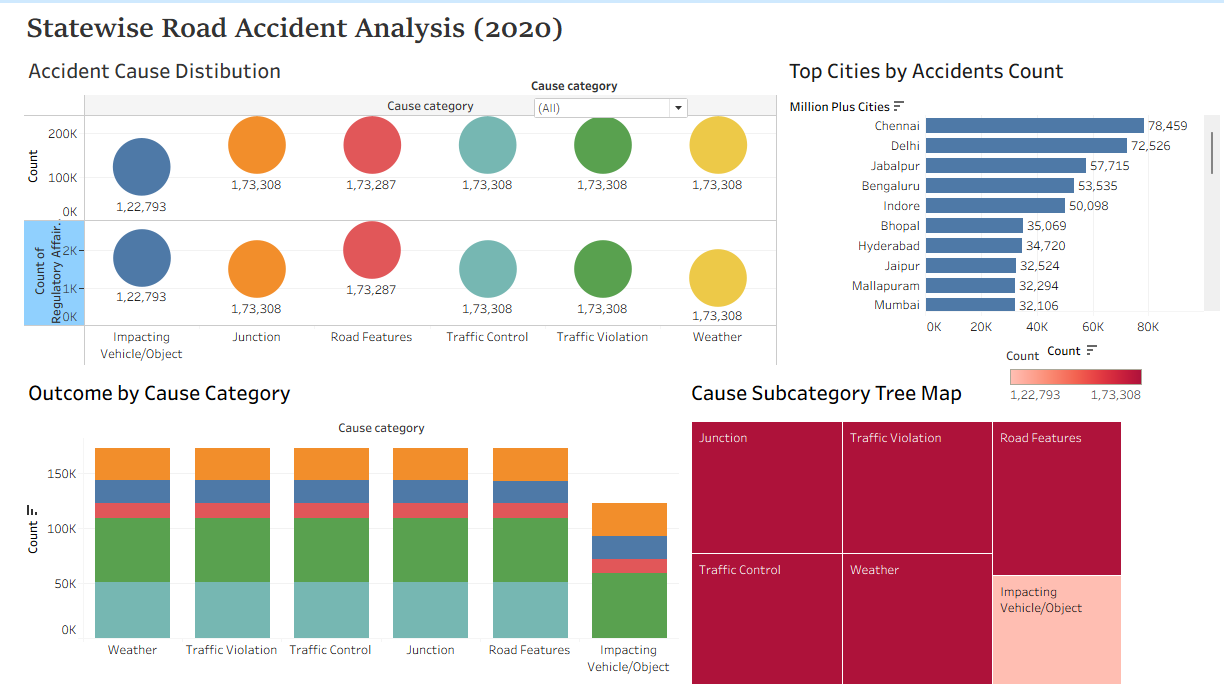 Statewise Road Accident Analysis (2020)
Accident Cause Distibution
Cause category
(All)
Cause category
Count
200K
100K
0K
1,22,793
1,73,308
1,73,287
1,73,308
1,73,308
1,73,308
Count of
Regulatory Affair..
2K
1K
0K
1,22,793
1,73,308
1,73,287
1,73,308
1,73,308
1,73,308
Impacting
Vehicle/Object
Junction
Road Features
Traffic Control
Traffic Violation
Weather
Top Cities by Accidents Count
Million Plus Cities
Chennai 78,459
Delhi 72,526
Jabalpur 57,715
Bengaluru 53,535
Indore 50,098
Bhopal 35,069
Hyderabad 34,720
Jaipur 32,524
Mallapuram 32,294
Mumbai 32,106
0K 20K 40K 60K 80K
Count
Outcome by Cause Category
Cause category
Count
150K
100K
50K
0K
Weather
Traffic Violation
Traffic Control
Junction
Road Features
Impacting
Vehicle/Object
Count
1,22,793 1,73,308
Cause Subcategory Tree Map
Junction
Traffic Violation
Road Features
Traffic Control
Weather
Impacting
Vehicle/Object